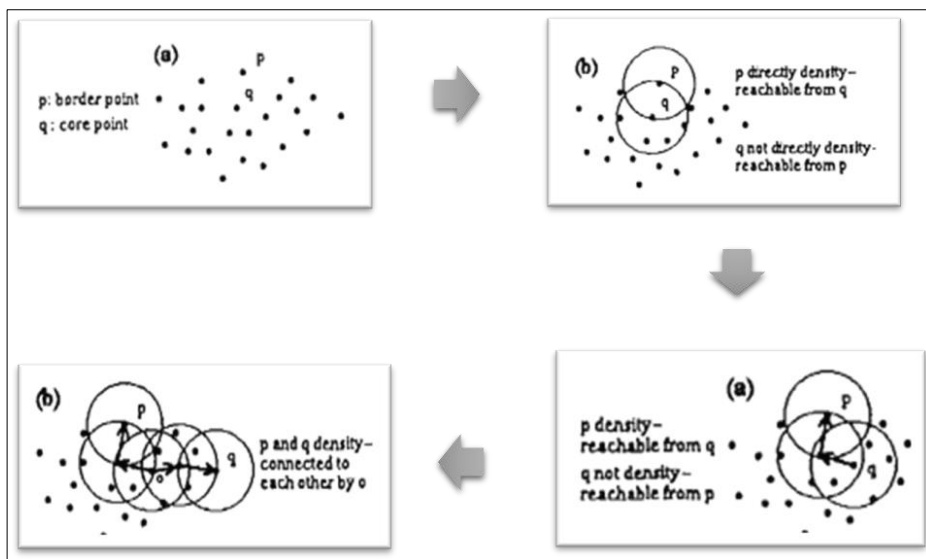 (a)
p
q
p: border point
q : core point
(b)
p
q
p directly density–
reachable from q
q not directly density–
reachable from p
(a)
p
q
p density–
reachable from q
q not density–
reachable from p
(b)
p
q
o
p and q density–
connected to
each other by o